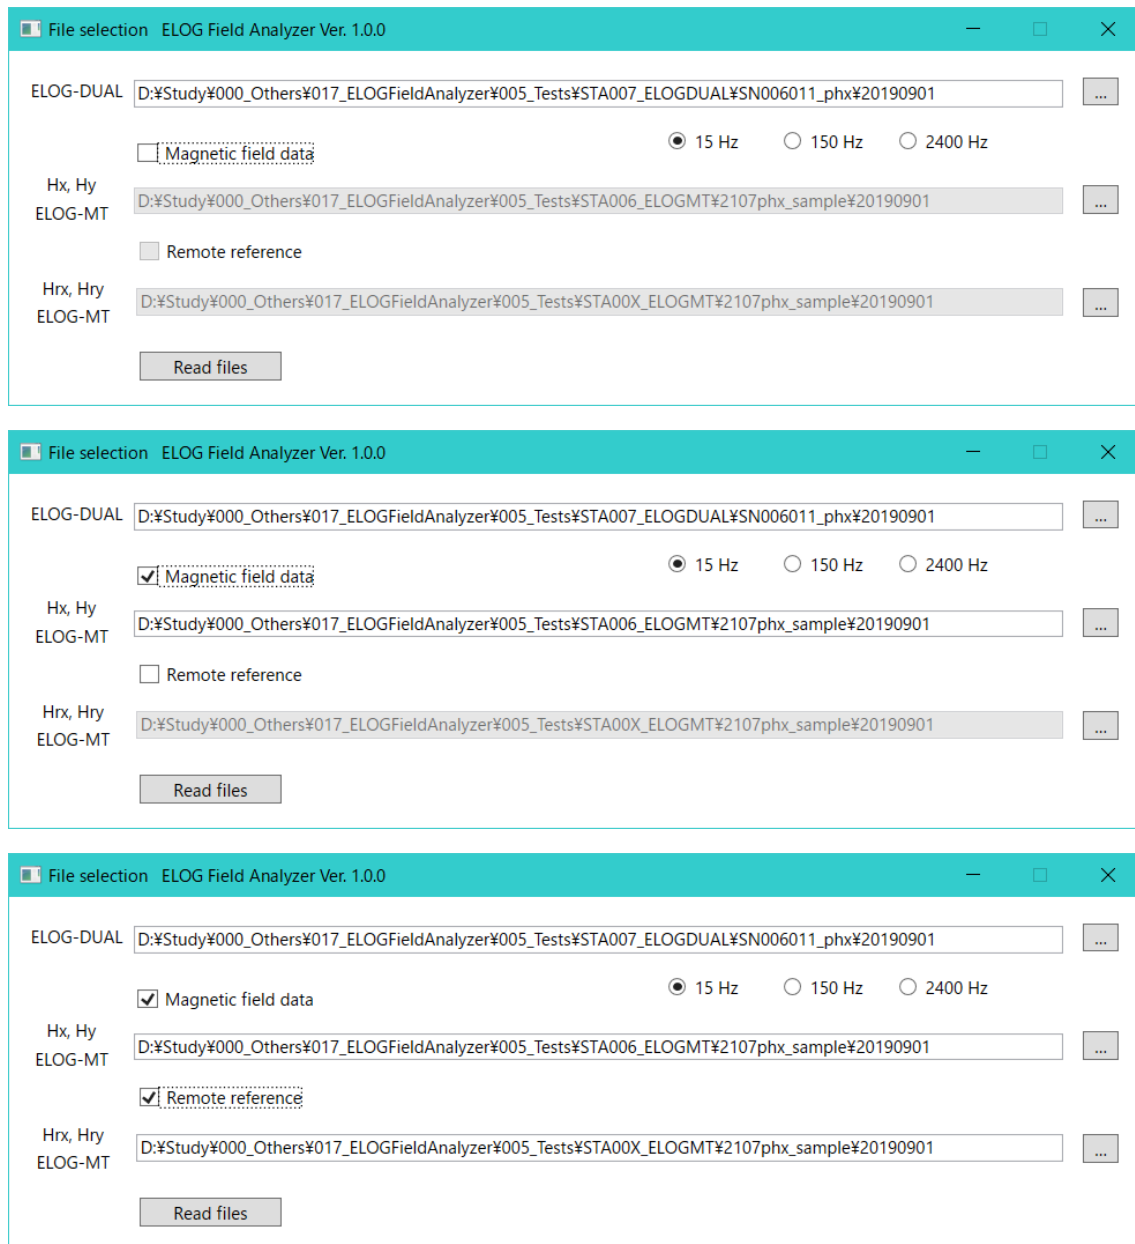 File selection   ELOG Field Analyzer Ver. 1.0.0
ELOG-DUAL D:¥Study¥000_Others¥017_ELOGFieldAnalyzer¥005_Tests¥STA007_ELOGDUAL¥SN006011_phx¥20190901 ...
Magnetic field data 15 Hz 150 Hz 2400 Hz
Hx, Hy
ELOG-MT D:¥Study¥000_Others¥017_ELOGFieldAnalyzer¥005_Tests¥STA006_ELOGMT¥2107phx_sample¥20190901 ...
Remote reference
Hrx, Hry
ELOG-MT D:¥Study¥000_Others¥017_ELOGFieldAnalyzer¥005_Tests¥STA00X_ELOGMT¥2107phx_sample¥20190901 ...
Read files
File selection   ELOG Field Analyzer Ver. 1.0.0
ELOG-DUAL D:¥Study¥000_Others¥017_ELOGFieldAnalyzer¥005_Tests¥STA007_ELOGDUAL¥SN006011_phx¥20190901 ...
Magnetic field data 15 Hz 150 Hz 2400 Hz
Hx, Hy
ELOG-MT D:¥Study¥000_Others¥017_ELOGFieldAnalyzer¥005_Tests¥STA006_ELOGMT¥2107phx_sample¥20190901 ...
Remote reference
Hrx, Hry
ELOG-MT D:¥Study¥000_Others¥017_ELOGFieldAnalyzer¥005_Tests¥STA00X_ELOGMT¥2107phx_sample¥20190901 ...
Read files
File selection   ELOG Field Analyzer Ver. 1.0.0
ELOG-DUAL D:¥Study¥000_Others¥017_ELOGFieldAnalyzer¥005_Tests¥STA007_ELOGDUAL¥SN006011_phx¥20190901 ...
Magnetic field data 15 Hz 150 Hz 2400 Hz
Hx, Hy
ELOG-MT D:¥Study¥000_Others¥017_ELOGFieldAnalyzer¥005_Tests¥STA006_ELOGMT¥2107phx_sample¥20190901 ...
Remote reference
Hrx, Hry
ELOG-MT D:¥Study¥000_Others¥017_ELOGFieldAnalyzer¥005_Tests¥STA00X_ELOGMT¥2107phx_sample¥20190901 ...
Read files